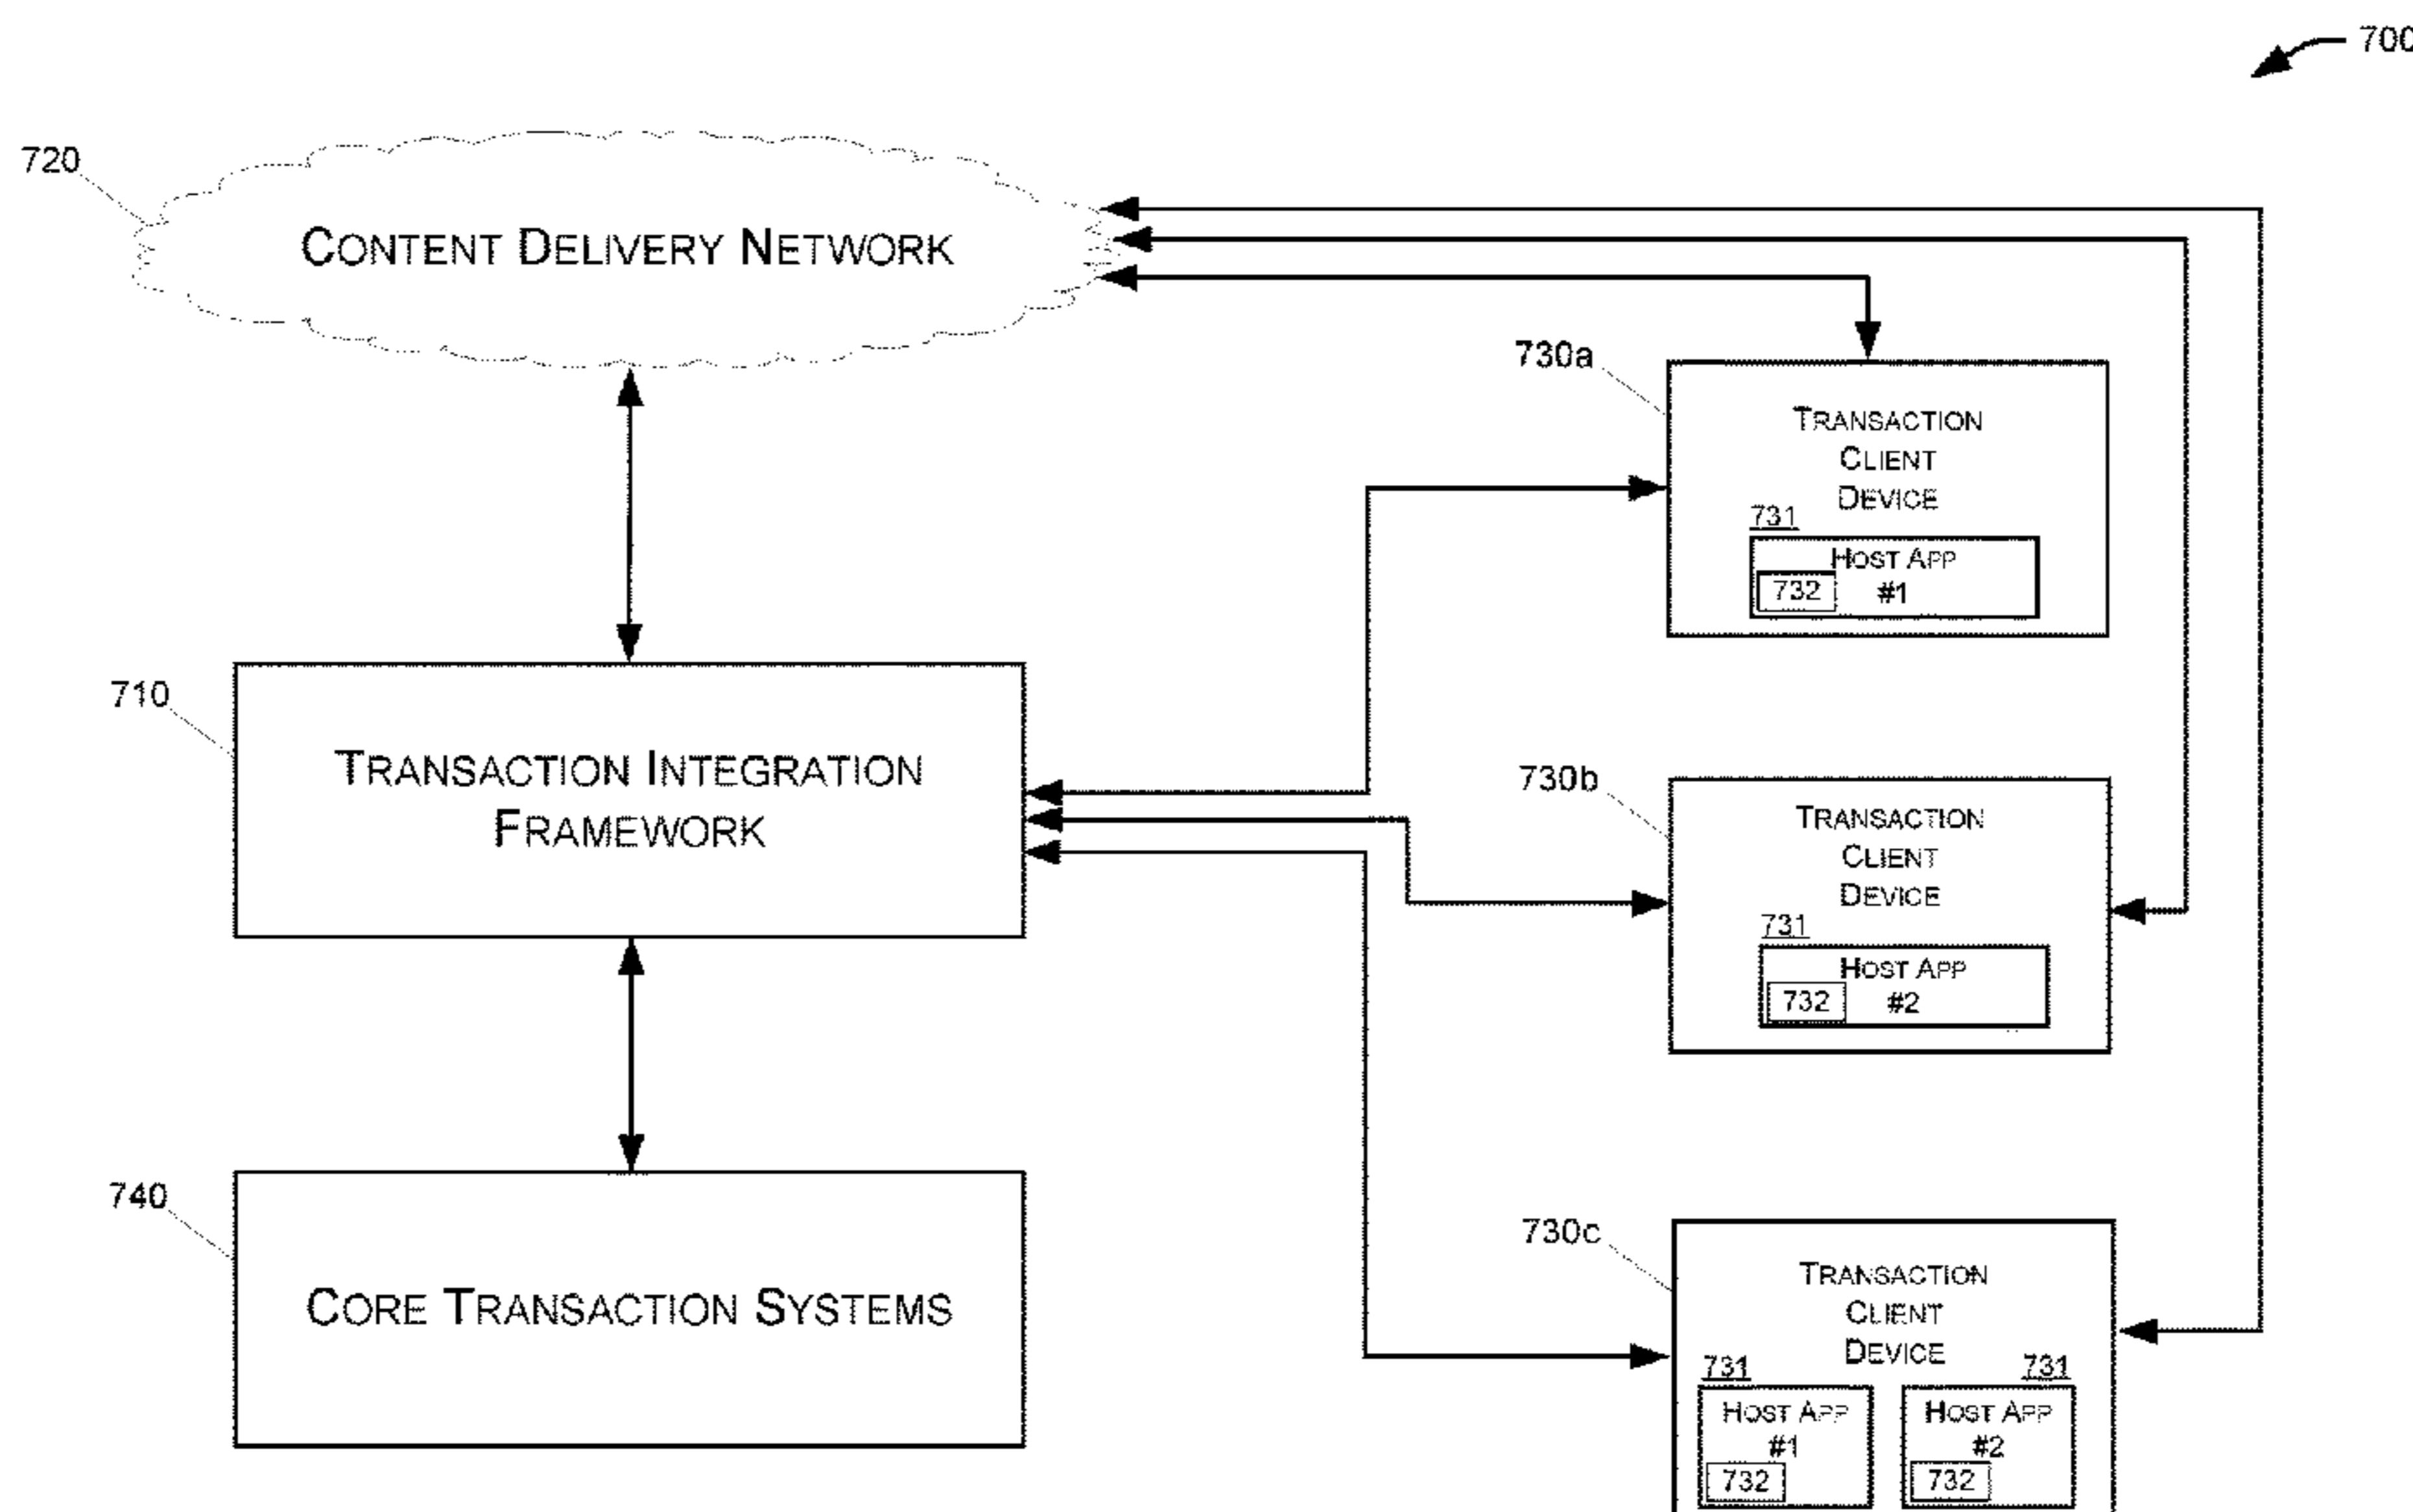 700
720
CONTENT DELIVERY NETWORK
730a
TRANSACTION
CLIENT
DEVICE
731
HOST APP
732 #1
710
TRANSACTION INTEGRATION
FRAMEWORK
730b
TRANSACTION
CLIENT
DEVICE
731
HOST APP
732 #2
740
CORE TRANSACTION SYSTEMS
730c
TRANSACTION
CLIENT
DEVICE
731
HOST APP
#1
732
731
HOST APP
#2
732